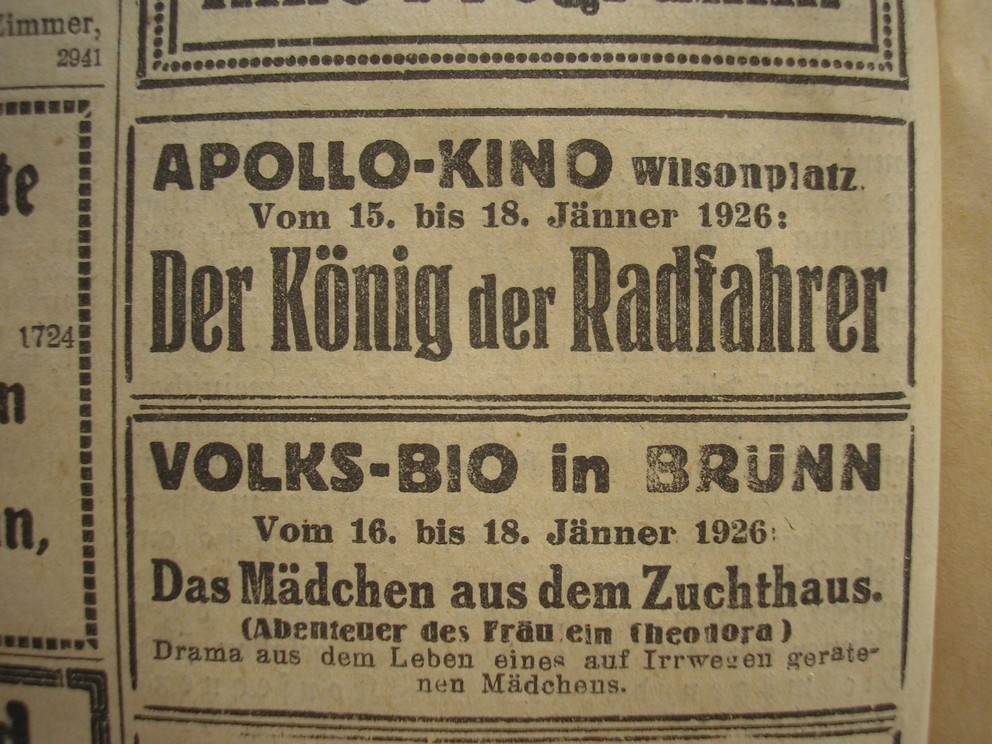 Zimmer,
2941
te
1724
n
n,
APOLLO-KINO Wilsonplatz.
Vom 15. bis 18. Jänner 1926:
Der König der Radfahrer
VOLKS-BIO in BRÜNN
Vom 16. bis 18. Jänner 1926:
Das Mädchen aus dem Zuchthaus.
(Abenteuer des Fräulein Theodora)
Drama aus dem Leben eines auf Irrwegen gerate-
nen Mädchens.